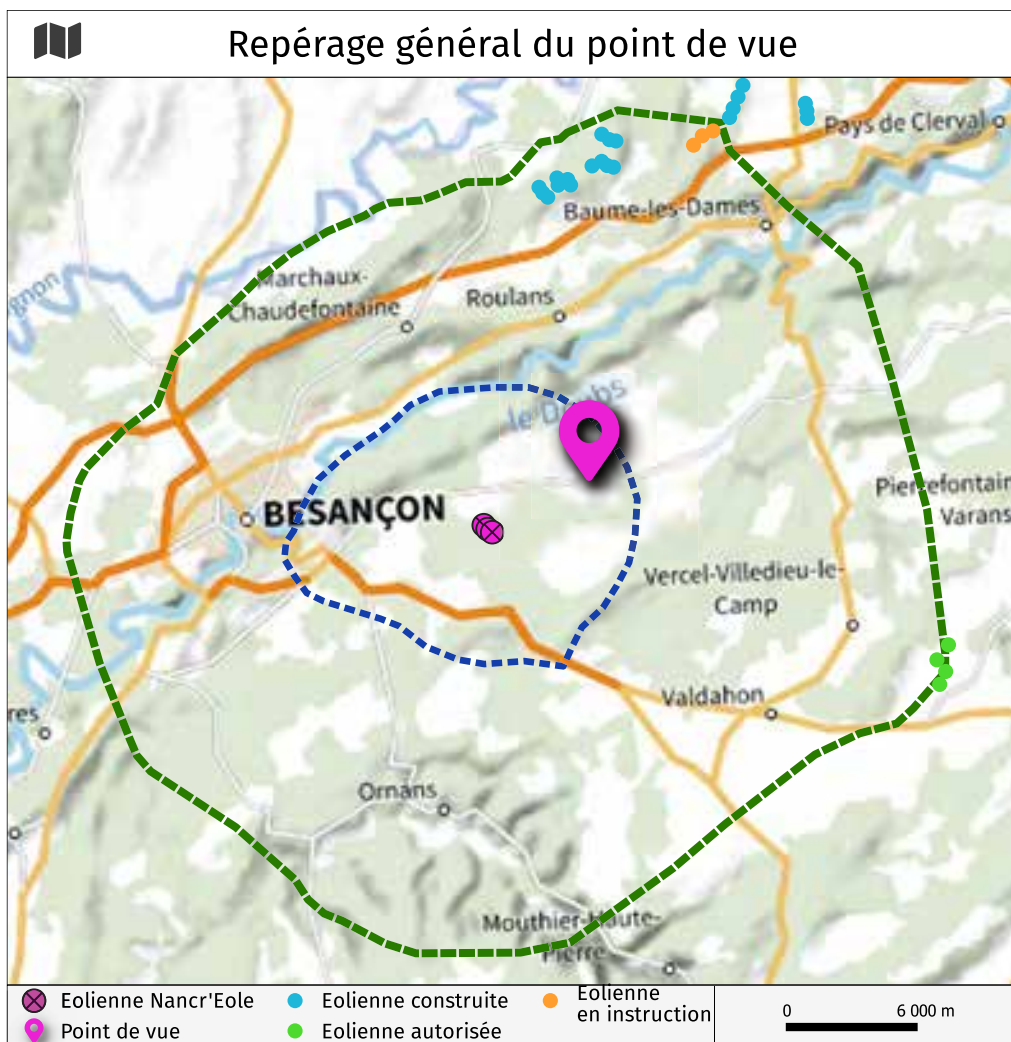 Repérage général du point de vue
Pays de Clerval
Baume-les-Dames
Marchaux-
Chaudefontaine
Roulans
le Doubs
BESANÇON
Pierrefontain
Varans
Vercel-Villedieu-le-
Camp
Valdahon
res
Ornans
Mouthier-Haute-
Pierre
Eolienne Nancr'Eole
Eolienne construite
Eolienne
en instruction
Point de vue
Eolienne autorisée
0
6 000 m